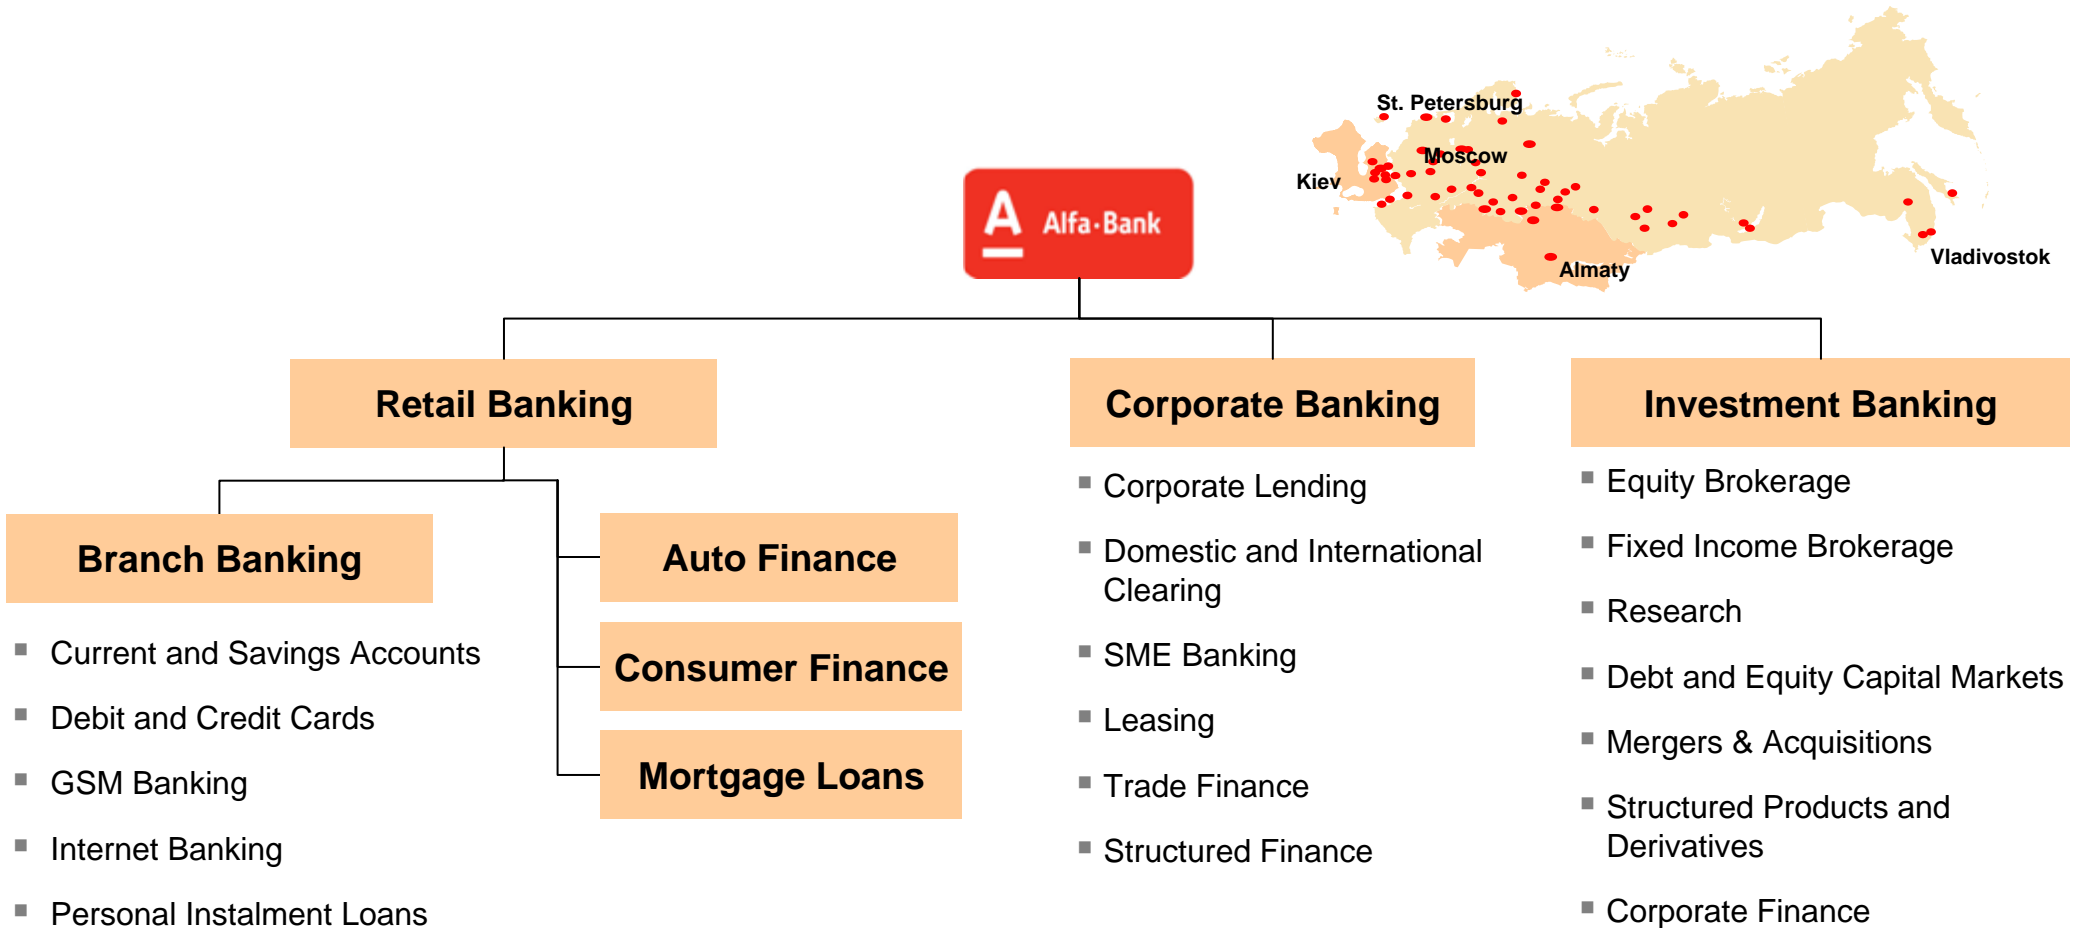 St. Petersburg
Moscow
Kiev
Almaty
Vladivostok
A Alfa·Bank
Retail Banking
Corporate Banking
Investment Banking
Branch Banking
Current and Savings Accounts
Debit and Credit Cards
GSM Banking
Internet Banking
Personal Instalment Loans
Auto Finance
Consumer Finance
Mortgage Loans
Corporate Lending
Domestic and International
Clearing
SME Banking
Leasing
Trade Finance
Structured Finance
Equity Brokerage
Fixed Income Brokerage
Research
Debt and Equity Capital Markets
Mergers & Acquisitions
Structured Products and
Derivatives
Corporate Finance